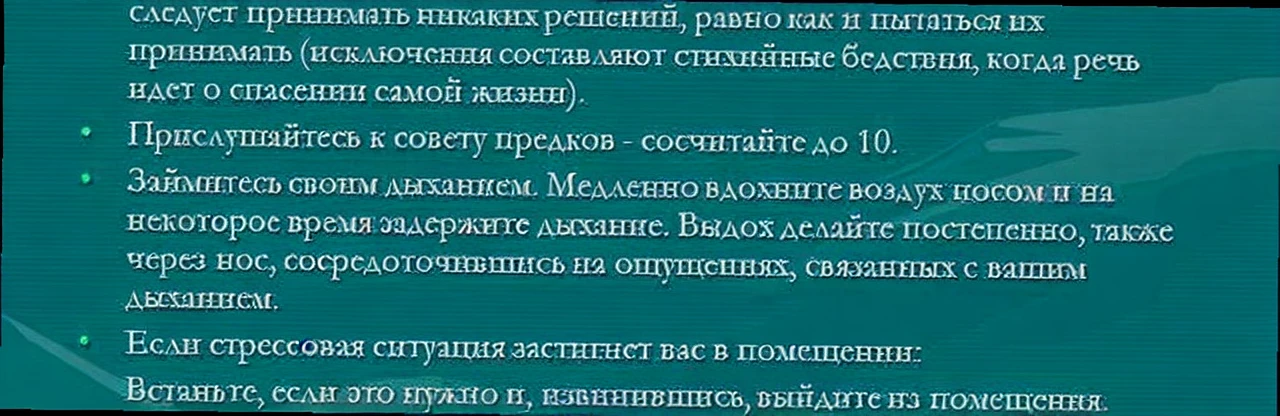 следует принимать никаких решений, равно как и пытаться их
принимать (исключения составляют стихийные бедствия, когда речь
идет о спасении самой жизни).
• Прислушайтесь к совету предков - сосчитайте до 10.
• Займитесь своим дыханием. Медленно вдохните воздух носом и на
некоторое время задержите дыхание. Выдох делайте постепенно, также
через нос, сосредоточившись на ощущениях, связанных с вашим
дыханием.
• Если стрессовая ситуация застигнет вас в помещении:
Встаньте, если это нужно и, извинившись, выйдите из помещения.